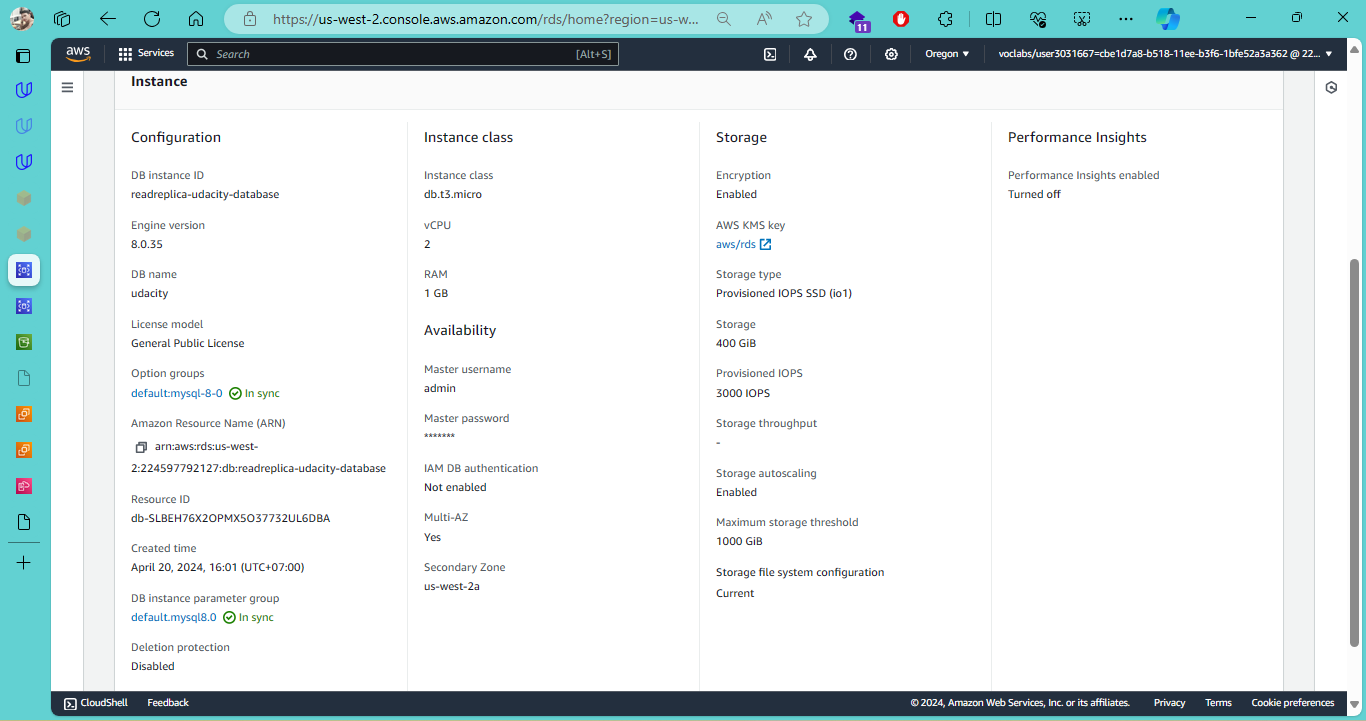 https://us-west-2.console.aws.amazon.com/rds/home?region=us-w...
11
aws
Services
Search
[Alt+S]
Oregon
voclabs/user3031667=cbe1d7a8-b518-11ee-b3f6-1bfe52a3a362 @ 22...
Instance
Configuration
DB instance ID
readreplica-udacity-database
Engine version
8.0.35
DB name
udacity
License model
General Public License
Option groups
default:mysql-8-0 In sync
Amazon Resource Name (ARN)
arn:aws:rds:us-west-
2:224597792127:db:readreplica-udacity-database
Resource ID
db-SLBEH76X2OPMX5O37732UL6DBA
Created time
April 20, 2024, 16:01 (UTC+07:00)
DB instance parameter group
default.mysql8.0 In sync
Deletion protection
Disabled
Instance class
Instance class
db.t3.micro
vCPU
2
RAM
1 GB
Availability
Master username
admin
Master password
*******
IAM DB authentication
Not enabled
Multi-AZ
Yes
Secondary Zone
us-west-2a
Storage
Encryption
Enabled
AWS KMS key
aws/rds
Storage type
Provisioned IOPS SSD (io1)
Storage
400 GiB
Provisioned IOPS
3000 IOPS
Storage throughput
-
Storage autoscaling
Enabled
Maximum storage threshold
1000 GiB
Storage file system configuration
Current
Performance Insights
Performance Insights enabled
Turned off
CloudShell
Feedback
© 2024, Amazon Web Services, Inc. or its affiliates.
Privacy
Terms
Cookie preferences